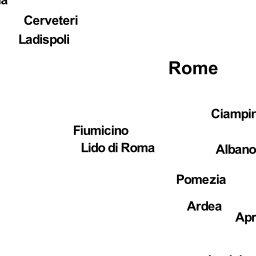 Cerveteri
Ladispoli
Rome
Ciampin
Fiumicino
Lido di Roma
Albano
Pomezia
Ardea
Apr